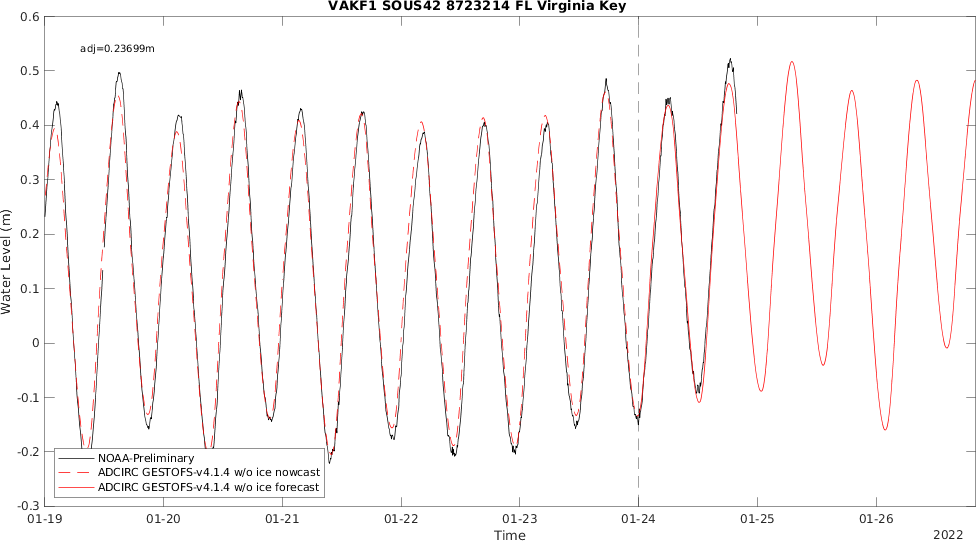 VAKF1 SOUS42 8723214 FL Virginia Key
adj=0.23699m
0.6
0.5
0.4
0.3
0.2
0.1
0
-0.1
-0.2
-0.3
Water Level (m)
NOAA-Preliminary
ADCIRC GESTOFS-v4.1.4 w/o ice nowcast
ADCIRC GESTOFS-v4.1.4 w/o ice forecast
01-19 01-20 01-21 01-22 01-23 01-24 01-25 01-26
Time
2022